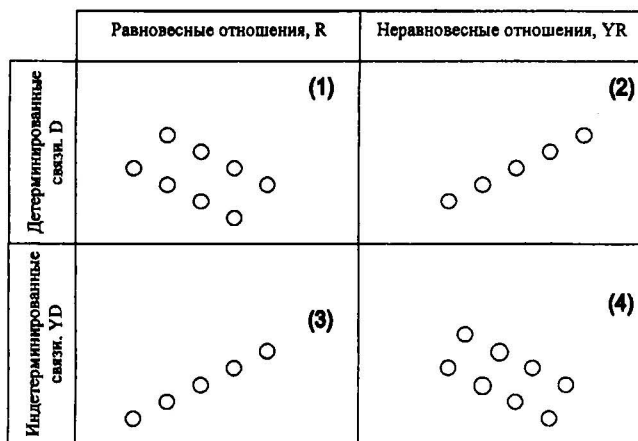 Равновесные отношения, R
Неравновесные отношения, YR
Детерминированные
связи, D
(1)
(2)
Индетерминированные
связи, YD
(3)
(4)